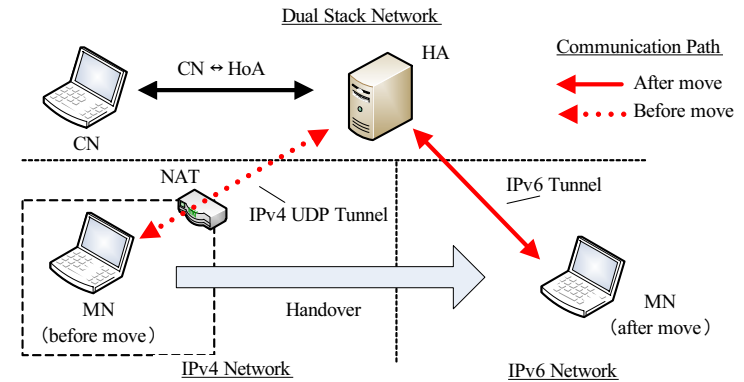 Dual Stack Network
HA
CN ↔ HoA
CN
Communication Path
After move
Before move
NAT
IPv4 UDP Tunnel
IPv6 Tunnel
MN
（before move）
Handover
MN
（after move）
IPv4 Network
IPv6 Network